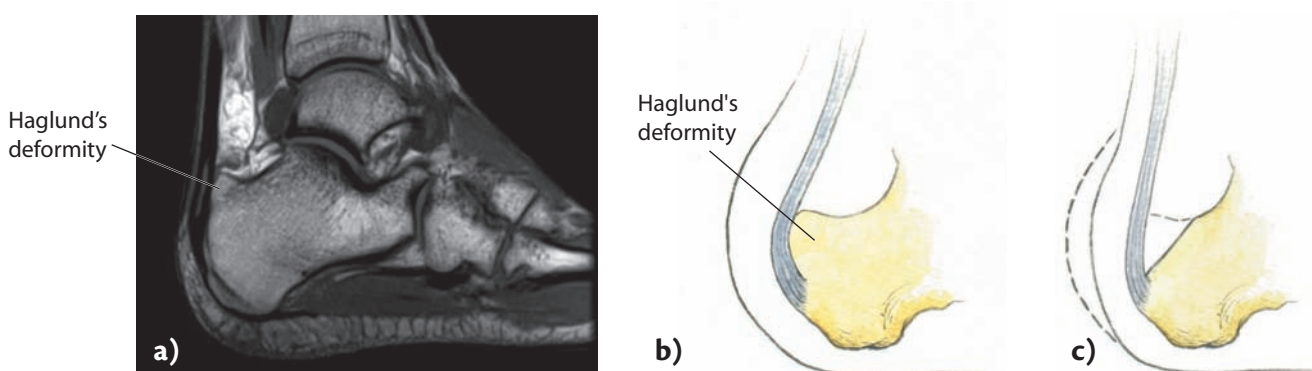 Haglund’s
deformity
a)
Haglund's
deformity
b)
c)